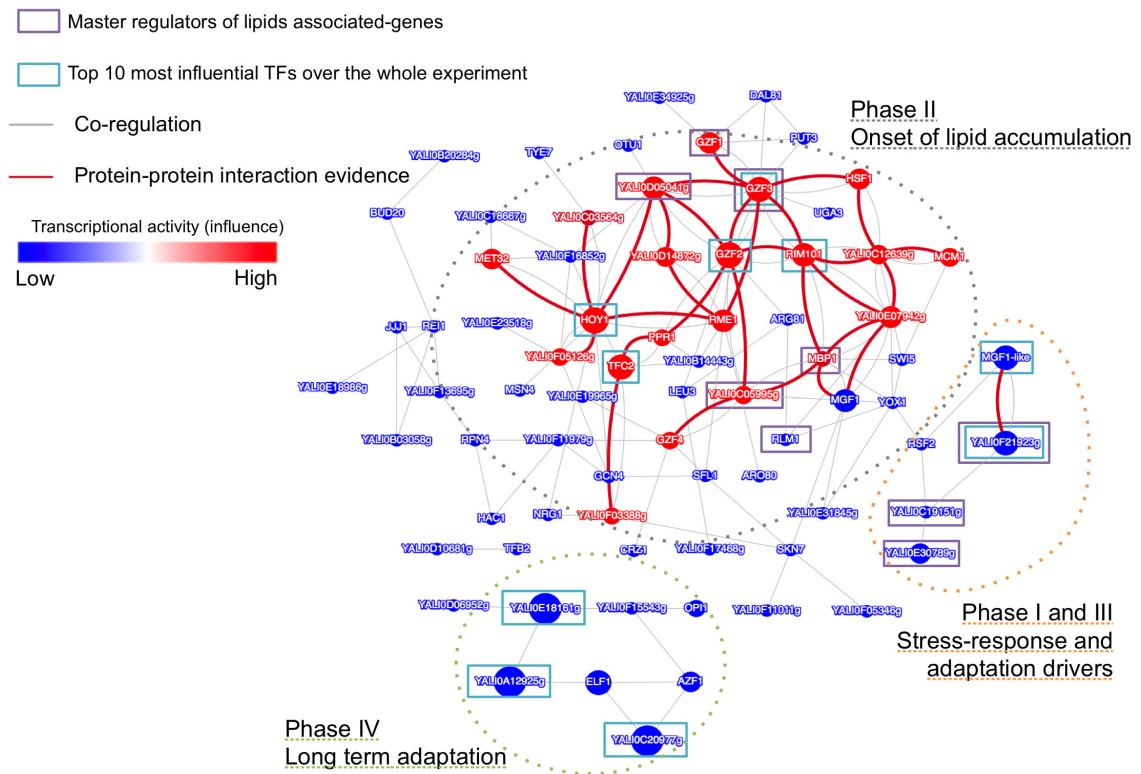 Master regulators of lipids associated-genes
Top 10 most influential TFs over the whole experiment
Co-regulation
Protein-protein interaction evidence
Transcriptional activity (influence)
Low
High
Phase II
Onset of lipid accumulation
YALI0E34925g
DAL81
GZF1
PUT3
OTU1
TYE7
YALI0B20284g
HSF1
YALI0D05041g
GZF3
BUD20
YALI0C18667g
YALI0C03564g
UGA3
MET32
YALI0F16852g
YALI0D14872g
GZF2
RIM101
YALI0C12639g
MCM1
JJJ1
REI1
YALI0E23518g
HOY1
RME1
ARG81
YALI0E07942g
PPR1
YALI0F05126g
TFC2
YALI0B14443g
MBP1
SWI5
MGF1-like
YALI0E16986g
YALI0F13695g
MSN4
YALI0E19965g
LEU3
YALI0C05995g
MGF1
YOX1
YALI0B03058g
RPN4
YALI0F11979g
GZF4
RLM1
RSF2
YALI0F21923g
GCN4
SFL1
ARO80
HAC1
NRG1
YALI0F03388g
YALI0E31845g
YALI0C19151g
YALI0D10681g
TFB2
CRZ1
YALI0F17468g
SKN7
YALI0E30789g
YALI0D06952g
YALI0E18161g
YALI0F15543g
OPI1
YALI0F11011g
YALI0F05346g
Phase I and III
Stress-response and
adaptation drivers
YALI0A12925g
ELF1
AZF1
YALI0C20977g
Phase IV
Long term adaptation